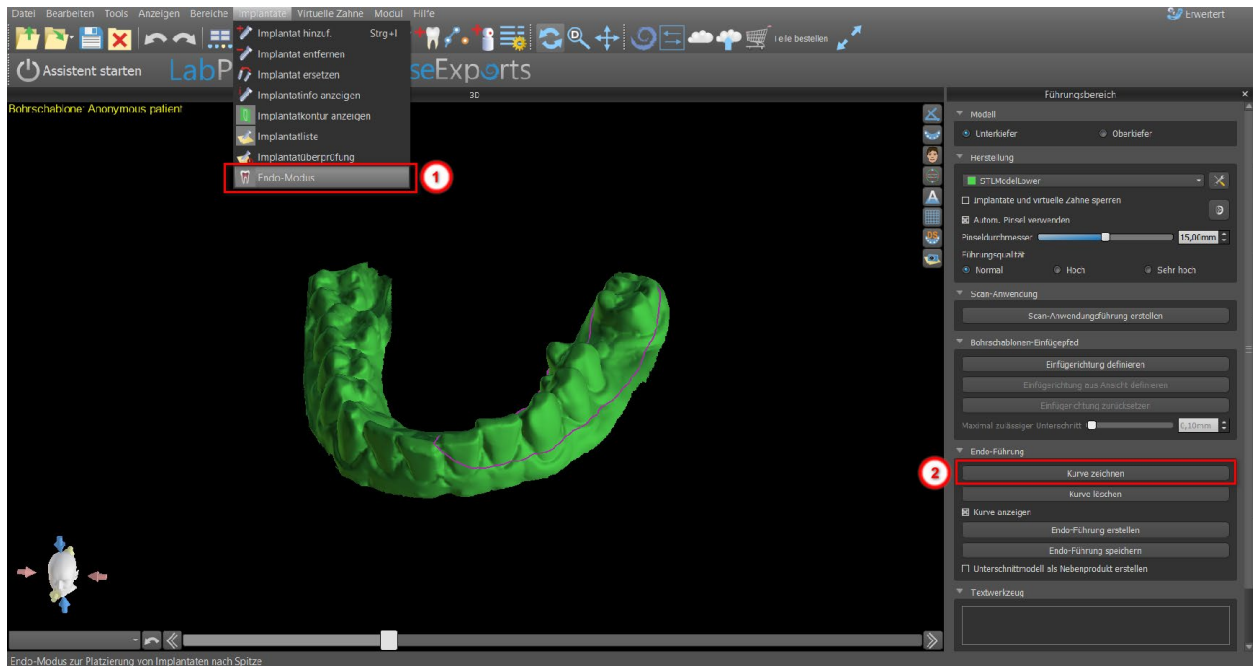 Datei Bearbeiten Tools Anzeigen Bereiche Implantate Virtuelle Zähne Modul Hilfe
Erweitert
Assistent starten
LabP
seExports
Implantat hinzuf. Strg+I
Implantat entfernen
Implantat ersetzen
Implantatinfo anzeigen
Implantatkontur anzeigen
Implantatliste
Implantatüberprüfung
Endo-Modus
1
Teile bestellen
3D
Bohrschablone: Anonymous patient
Führungsbereich
Modell
Unterkiefer Oberkiefer
Herstellung
STLModelLower
Implantate und virtuelle Zähne sperren
Autom. Pinsel verwenden
Pinseldurchmesser 15,00mm
Führungsqualität
Normal Hoch Sehr hoch
Scan-Anwendung
Scan-Anwendungsführung erstellen
Bohrschablonen-Einfügepfad
Einfügerichtung definieren
Einfügerichtung aus Ansicht definieren
Einfügerichtung zurücksetzen
Maximal zulässiger Unterschnitt 0,10mm
Endo-Führung
2
Kurve zeichnen
Kurve löschen
Kurve anzeigen
Endo-Führung erstellen
Endo-Führung speichern
Unterschnittmodell als Nebenprodukt erstellen
Textwerkzeug
Endo-Modus zur Platzierung von Implantaten nach Spitze